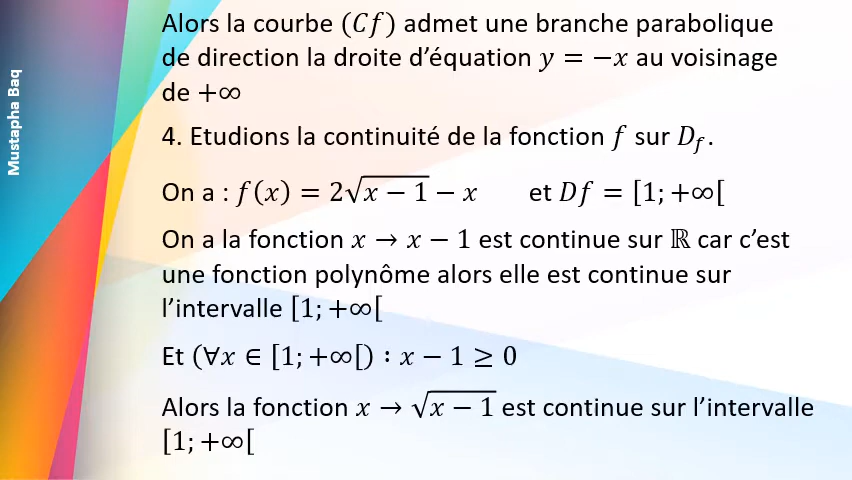 Mustapha Baq
Alors la courbe (Cf) admet une branche parabolique
de direction la droite d’équation y = −x au voisinage
de +∞
4. Etudions la continuité de la fonction f sur D_f.
On a : f(x) = 2√(x − 1) − x et Df = [1; +∞[
On a la fonction x → x − 1 est continue sur ℝ car c’est
une fonction polynôme alors elle est continue sur
l’intervalle [1; +∞[
Et (∀x ∈ [1; +∞[) : x − 1 ≥ 0
Alors la fonction x → √(x − 1) est continue sur l’intervalle
[1; +∞[